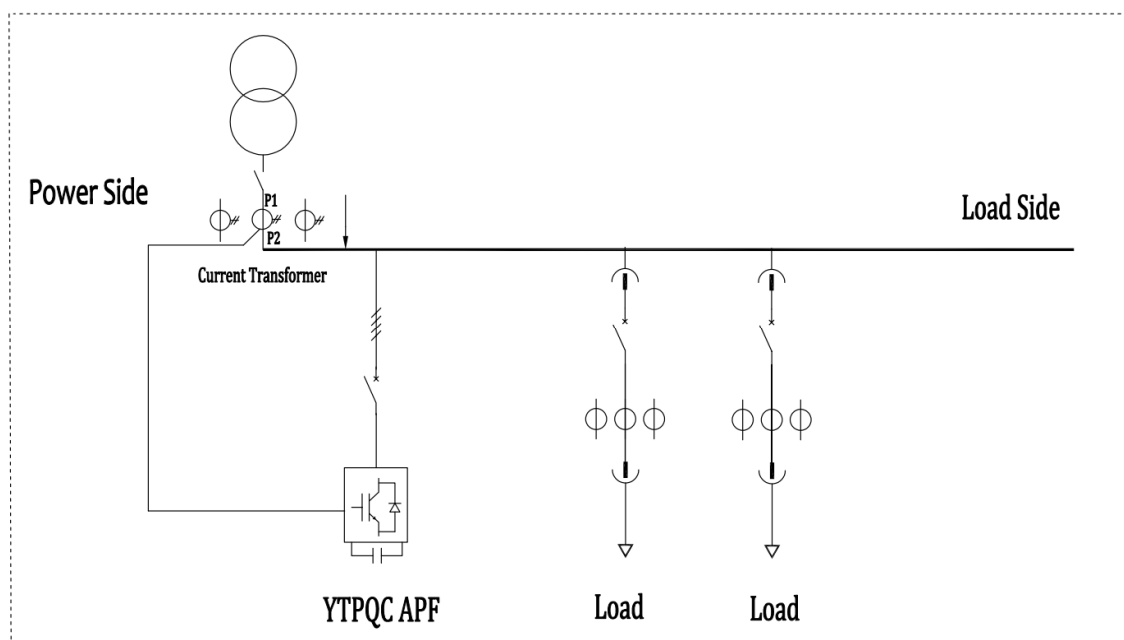 P1
Power Side
Load Side
P2
Current Transformer
YTPQC APF
Load
Load